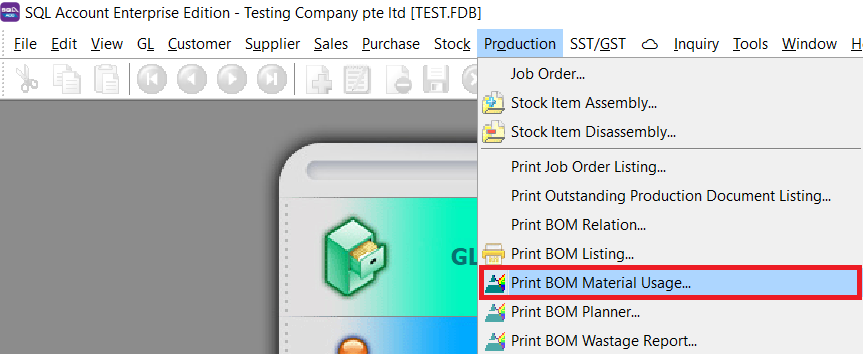 SQL Account Enterprise Edition - Testing Company pte ltd [TEST.FDB]
File Edit View GL Customer Supplier Sales Purchase Stock Production SST/GST Inquiry Tools Window H
Job Order...
Stock Item Assembly...
Stock Item Disassembly...
Print Job Order Listing...
Print Outstanding Production Document Listing...
Print BOM Relation...
Print BOM Listing...
GL
Print BOM Material Usage...
Print BOM Planner...
Print BOM Wastage Report...